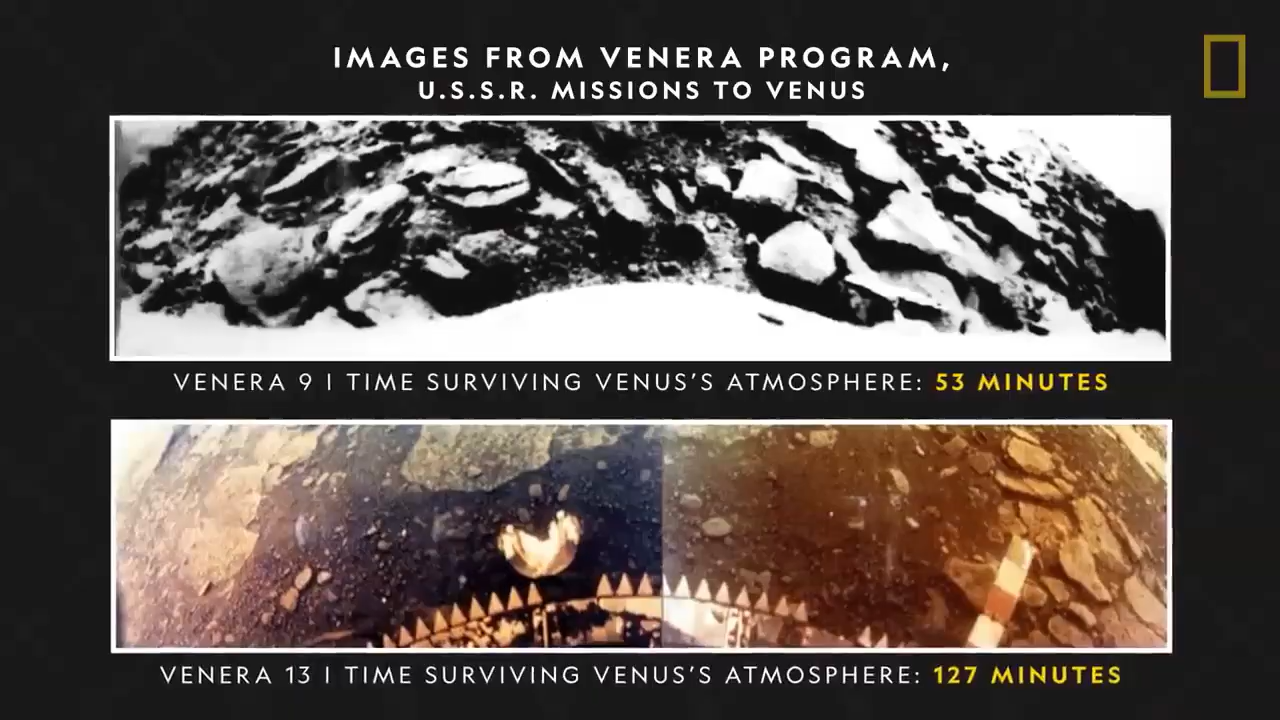 IMAGES FROM VENERA PROGRAM,
U.S.S.R. MISSIONS TO VENUS
VENERA 9 | TIME SURVIVING VENUS'S ATMOSPHERE: 53 MINUTES
VENERA 13 | TIME SURVIVING VENUS'S ATMOSPHERE: 127 MINUTES